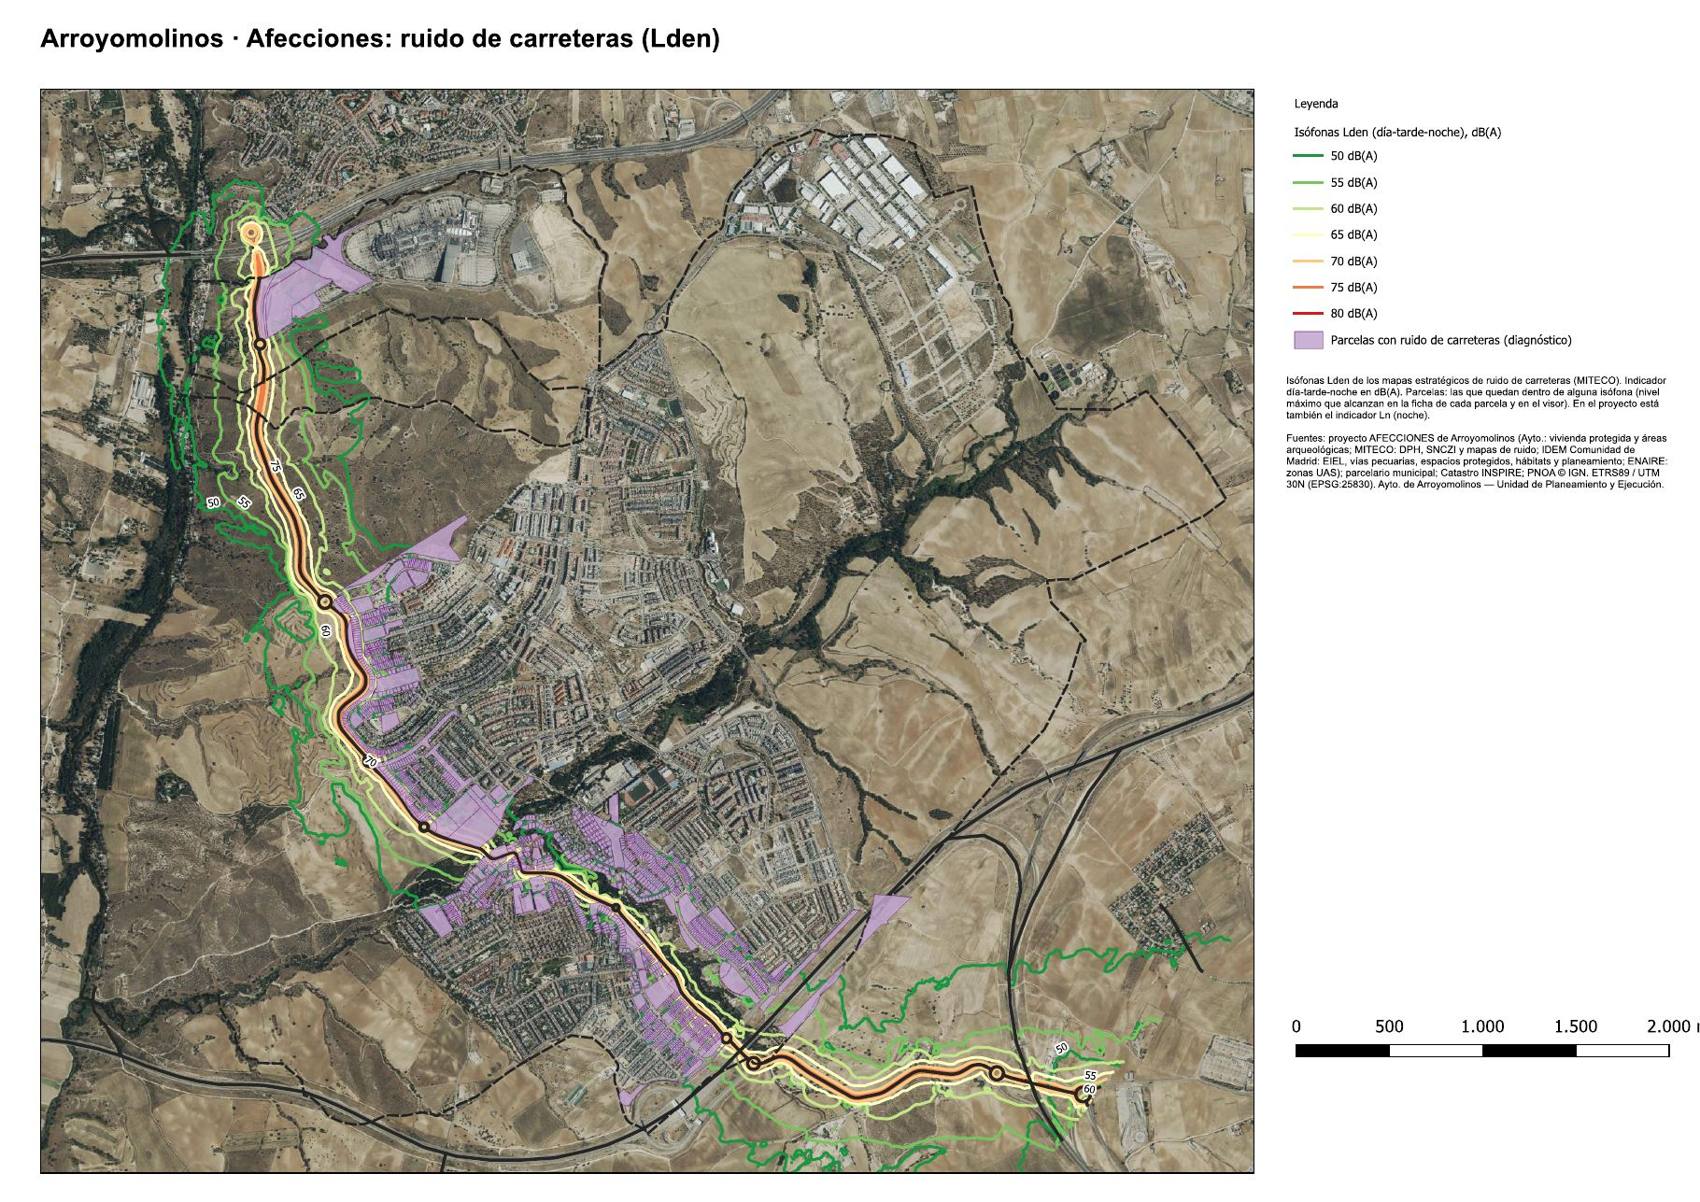 Arroyomolinos · Afecciones: ruido de carreteras (Lden)
Leyenda
Isófonas Lden (día-tarde-noche), dB(A)
50 dB(A)
55 dB(A)
60 dB(A)
65 dB(A)
70 dB(A)
75 dB(A)
80 dB(A)
Parcelas con ruido de carreteras (diagnóstico)
Isófonas Lden de los mapas estratégicos de ruido de carreteras (MITECO). Indicador
día-tarde-noche en dB(A). Parcelas: las que quedan dentro de alguna isófona (nivel
máximo que alcanzan en la ficha de cada parcela y en el visor). En el proyecto está
también el indicador Ln (noche).
Fuentes: proyecto AFECCIONES de Arroyomolinos (Ayto.: vivienda protegida y áreas
arqueológicas; MITECO: DPH, SNCZI y mapas de ruido; IDEM Comunidad de
Madrid: EIEL, vías pecuarias, espacios protegidos, hábitats y planeamiento; ENAIRE:
zonas UAS); parcelario municipal; Catastro INSPIRE; PNOA © IGN. ETRS89 / UTM
30N (EPSG:25830). Ayto. de Arroyomolinos — Unidad de Planeamiento y Ejecución.
75
65
50
55
60
70
50
55
60
0 500 1.000 1.500 2.000